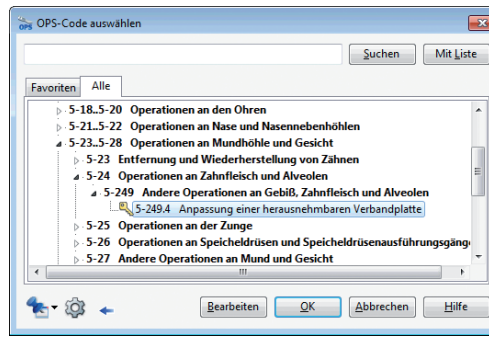 OPS-Code auswählen
Suchen
Mit Liste
Favoriten
Alle
5-18..5-20 Operationen an den Ohren
5-21..5-22 Operationen an Nase und Nasennebenhöhlen
5-23..5-28 Operationen an Mundhöhle und Gesicht
5-23 Entfernung und Wiederherstellung von Zähnen
5-24 Operationen an Zahnfleisch und Alveolen
5-249 Andere Operationen an Gebiß, Zahnfleisch und Alveolen
5-249.4 Anpassung einer herausnehmbaren Verbandplatte
5-25 Operationen an der Zunge
5-26 Operationen an Speicheldrüsen und Speicheldrüsenausführungsgäng
5-27 Andere Operationen an Mund und Gesicht
Bearbeiten
OK
Abbrechen
Hilfe